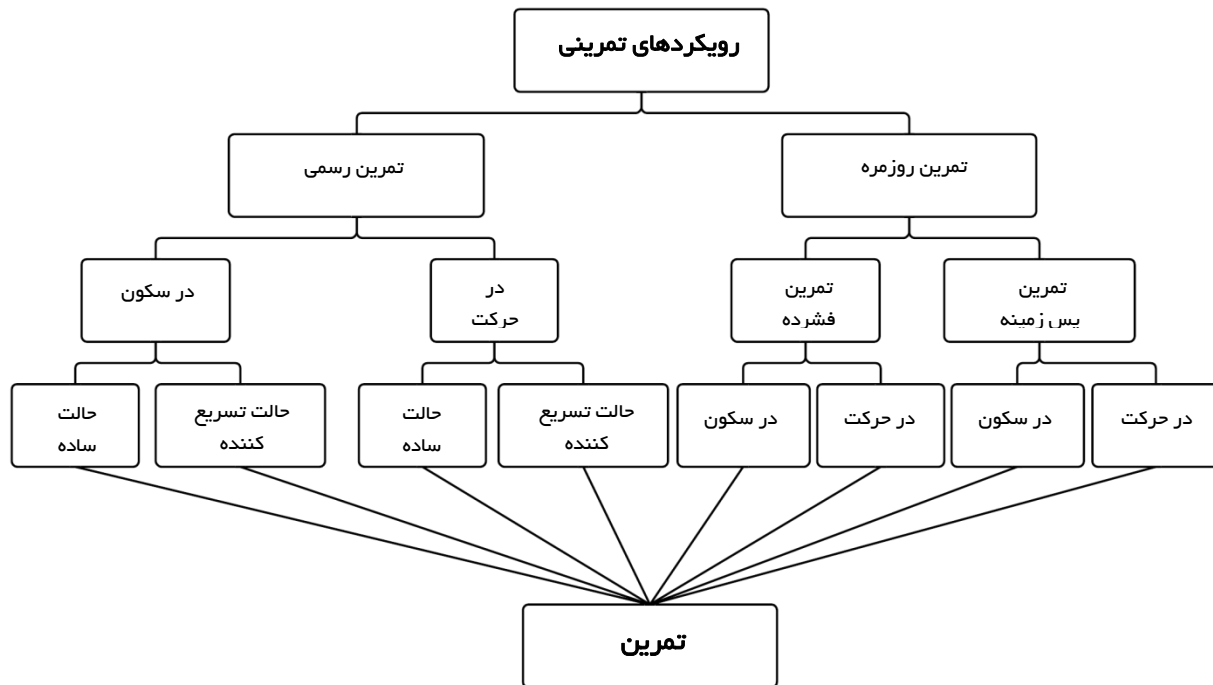 رویکردهای تمرینی
تمرین روزمره
تمرین رسمی
تمرین
پس زمینه
تمرین
فشرده
در
حرکت
در سکون
در حرکت
در سکون
در حرکت
در سکون
حالت تسریع
کننده
حالت
ساده
حالت تسریع
کننده
حالت
ساده
تمرین